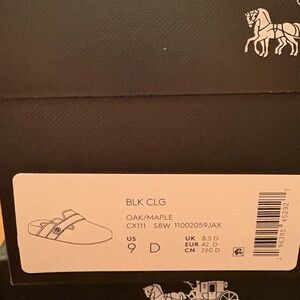 BLK CLG
OAK/MAPLE
CX111 S8W 11002059JAX
US UK 8.5 D
9 D EUR 42 D
CN 260 D